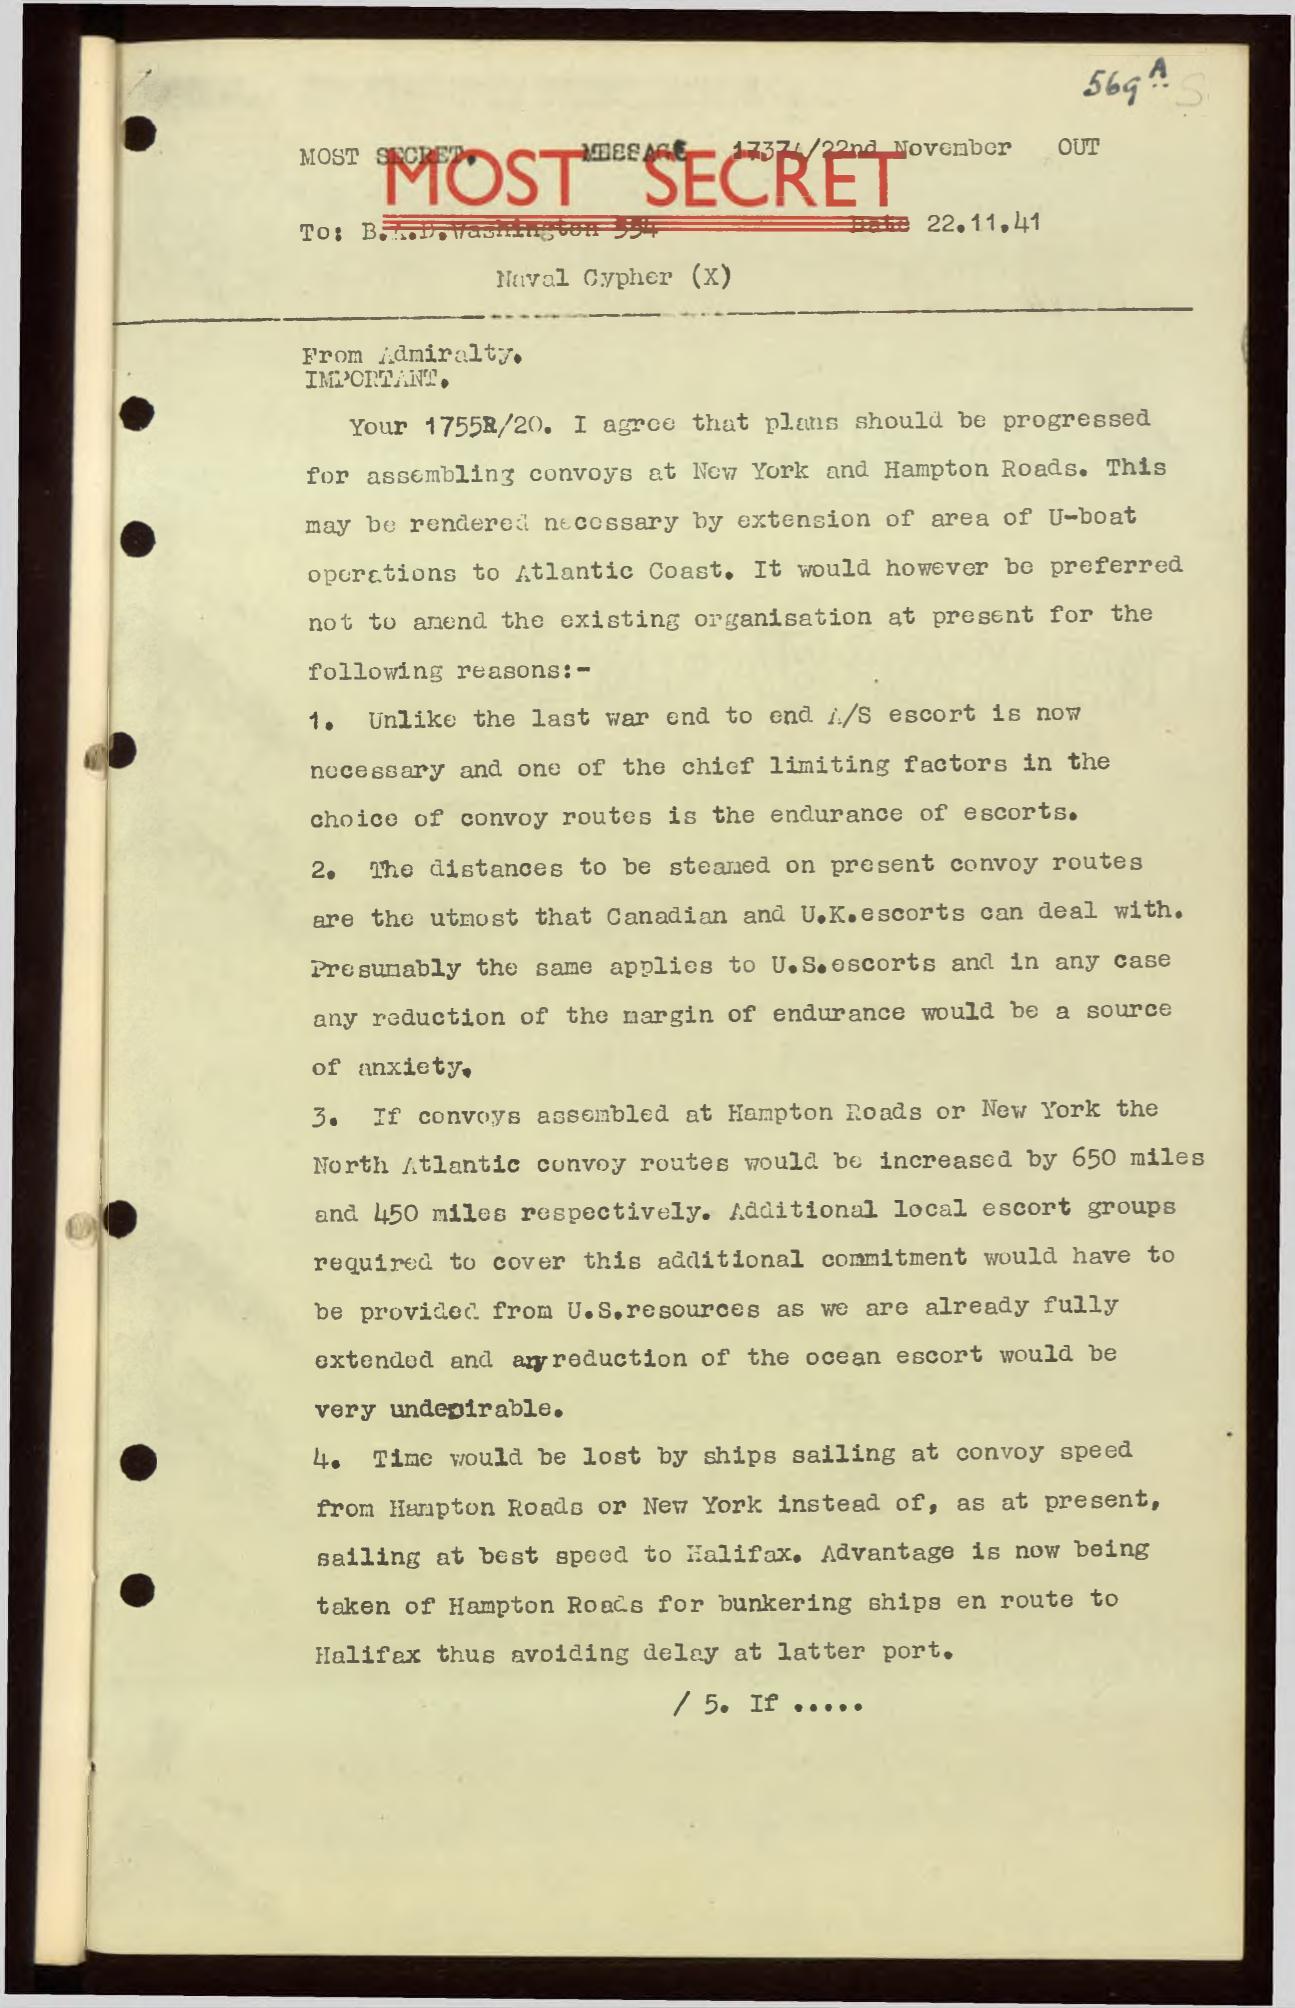 569A
MOST SECRET. MESSAGE 1737A/22nd November OUT
MOST SECRET
To: B.A.D.Washington 554 Date 22.11.41
Naval Cypher (X)
From Admiralty.
IMPORTANT.
Your 1755R/20. I agree that plans should be progressed
for assembling convoys at New York and Hampton Roads. This
may be rendered necessary by extension of area of U-boat
operations to Atlantic Coast. It would however be preferred
not to amend the existing organisation at present for the
following reasons:-
1. Unlike the last war end to end A/S escort is now
necessary and one of the chief limiting factors in the
choice of convoy routes is the endurance of escorts.
2. The distances to be steamed on present convoy routes
are the utmost that Canadian and U.K.escorts can deal with.
Presumably the same applies to U.S.escorts and in any case
any reduction of the margin of endurance would be a source
of anxiety.
3. If convoys assembled at Hampton Roads or New York the
North Atlantic convoy routes would be increased by 650 miles
and 450 miles respectively. Additional local escort groups
required to cover this additional commitment would have to
be provided from U.S.resources as we are already fully
extended and any reduction of the ocean escort would be
very undesirable.
4. Time would be lost by ships sailing at convoy speed
from Hampton Roads or New York instead of, as at present,
sailing at best speed to Halifax. Advantage is now being
taken of Hampton Roads for bunkering ships en route to
Halifax thus avoiding delay at latter port.
/ 5. If .....